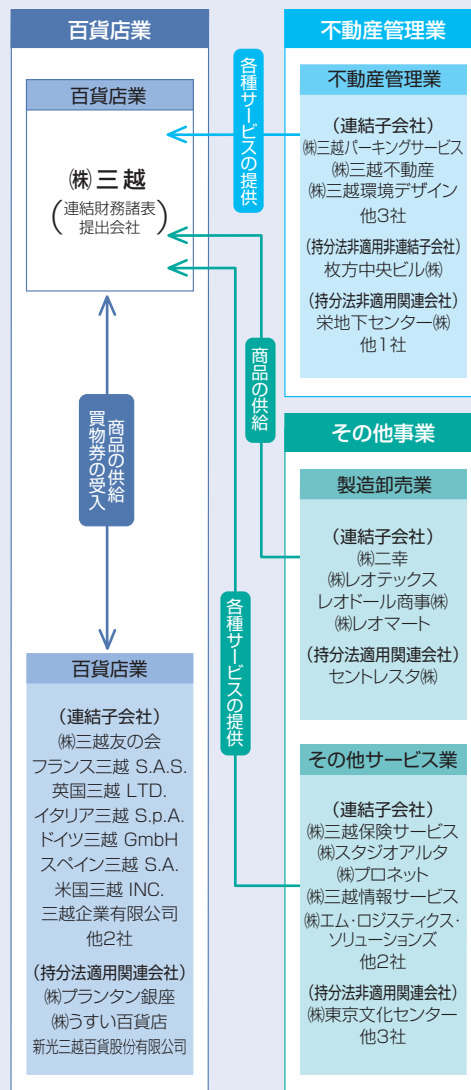 百貨店業
百貨店業
㈱三越
(連結財務諸表
提出会社)
商品の供給
買物券の受入
百貨店業
(連結子会社)
㈱三越友の会
フランス三越 S.A.S.
英国三越 LTD.
イタリア三越 S.p.A.
ドイツ三越 GmbH
スペイン三越 S.A.
米国三越 INC.
三越企業有限公司
他2社
(持分法適用関連会社)
㈱プランタン銀座
㈱うすい百貨店
新光三越百貨股份有限公司
各種サービスの提供
商品の供給
各種サービスの提供
不動産管理業
不動産管理業
(連結子会社)
㈱三越パーキングサービス
㈱三越不動産
㈱三越環境デザイン
他3社
(持分法非適用非連結子会社)
枚方中央ビル㈱
(持分法非適用関連会社)
栄地下センター㈱
他1社
その他事業
製造卸売業
(連結子会社)
㈱二幸
㈱レオテックス
レオドール商事㈱
㈱レオマート
(持分法適用関連会社)
セントレスタ㈱
その他サービス業
(連結子会社)
㈱三越保険サービス
㈱スタジオアルタ
㈱プロネット
㈱三越情報サービス
㈱エム・ロジスティクス・
ソリューションズ
他2社
(持分法非適用関連会社)
㈱東京文化センター
他3社